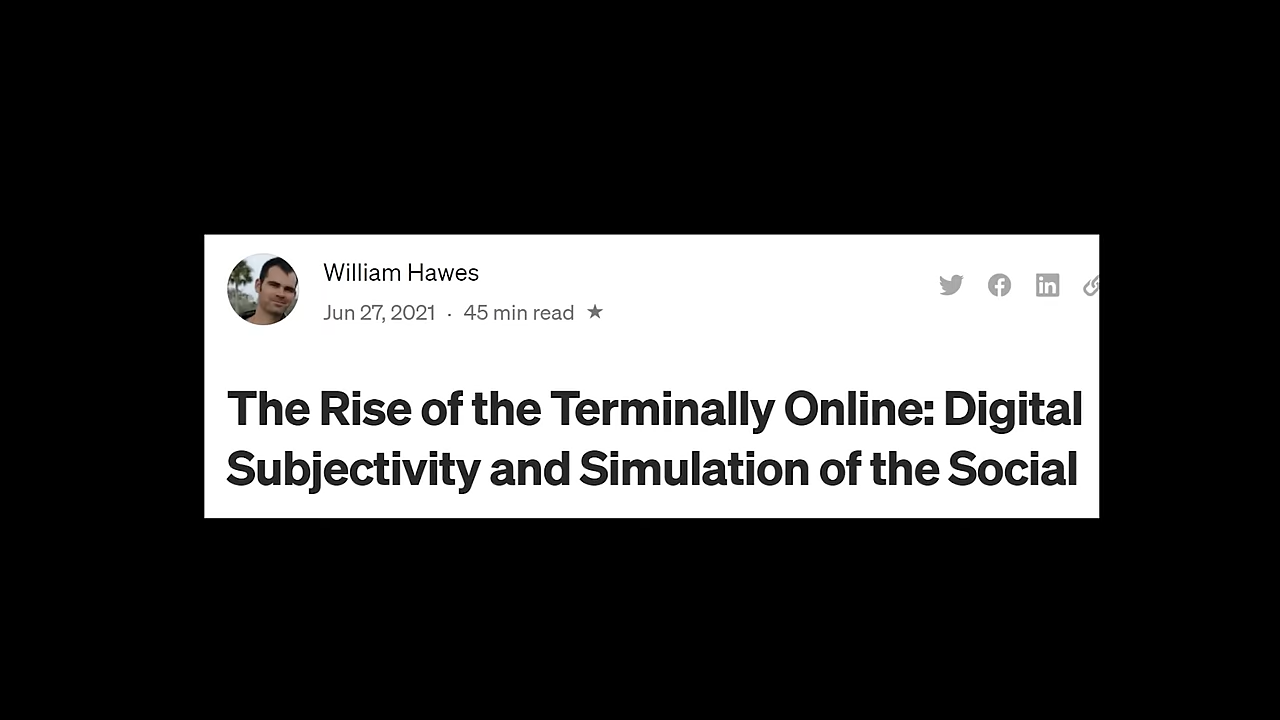 William Hawes
Jun 27, 2021 · 45 min read ★
The Rise of the Terminally Online: Digital
Subjectivity and Simulation of the Social